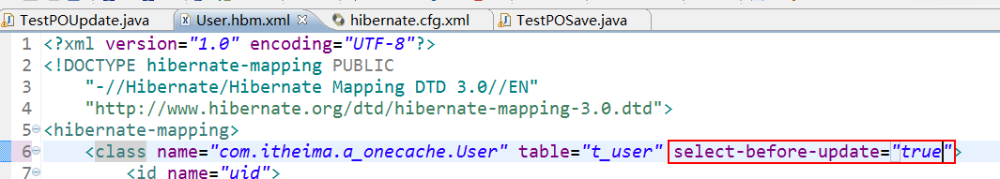 TestPOUpdate.java User.hbm.xml hibernate.cfg.xml TestPOSave.java
1 <?xml version="1.0" encoding="UTF-8"?>
2 <!DOCTYPE hibernate-mapping PUBLIC
3 "-//Hibernate/Hibernate Mapping DTD 3.0//EN"
4 "http://www.hibernate.org/dtd/hibernate-mapping-3.0.dtd">
5 <hibernate-mapping>
6 <class name="com.itheima.a_onecache.User" table="t_user" select-before-update="true">
7 <id name="uid">